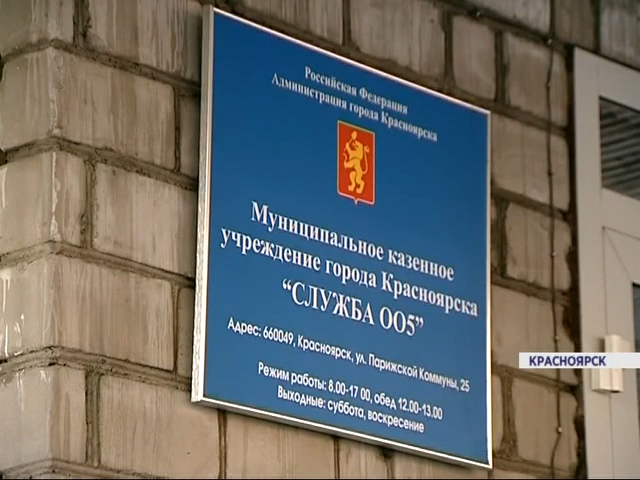 Российская Федерация
Администрация города Красноярска
Муниципальное казенное
учреждение города Красноярска
“СЛУЖБА ОО5”
Адрес: 660049, Красноярск, ул. Парижской Коммуны, 25
Режим работы: 8.00-17 00, обед 12.00-13.00
Выходные: суббота, воскресение
КРАСНОЯРСК